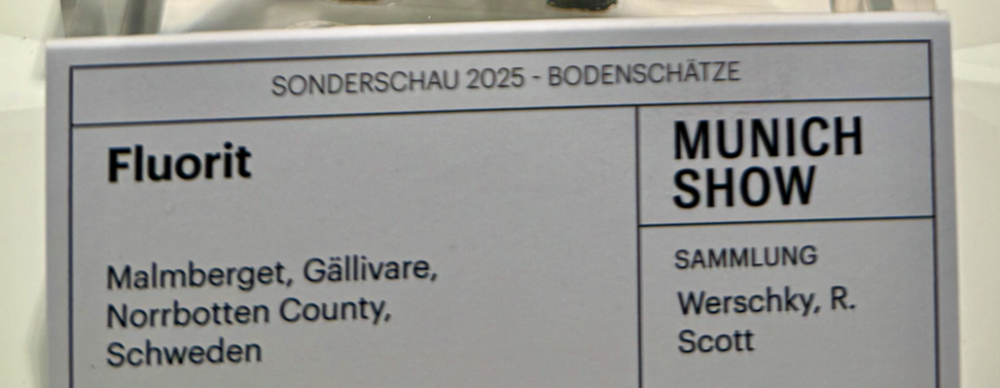 SONDERSCHAU 2025 - BODENSCHÄTZE
Fluorit
Malmberget, Gällivare,
Norrbotten County,
Schweden
MUNICH
SHOW
SAMMLUNG
Werschky, R.
Scott